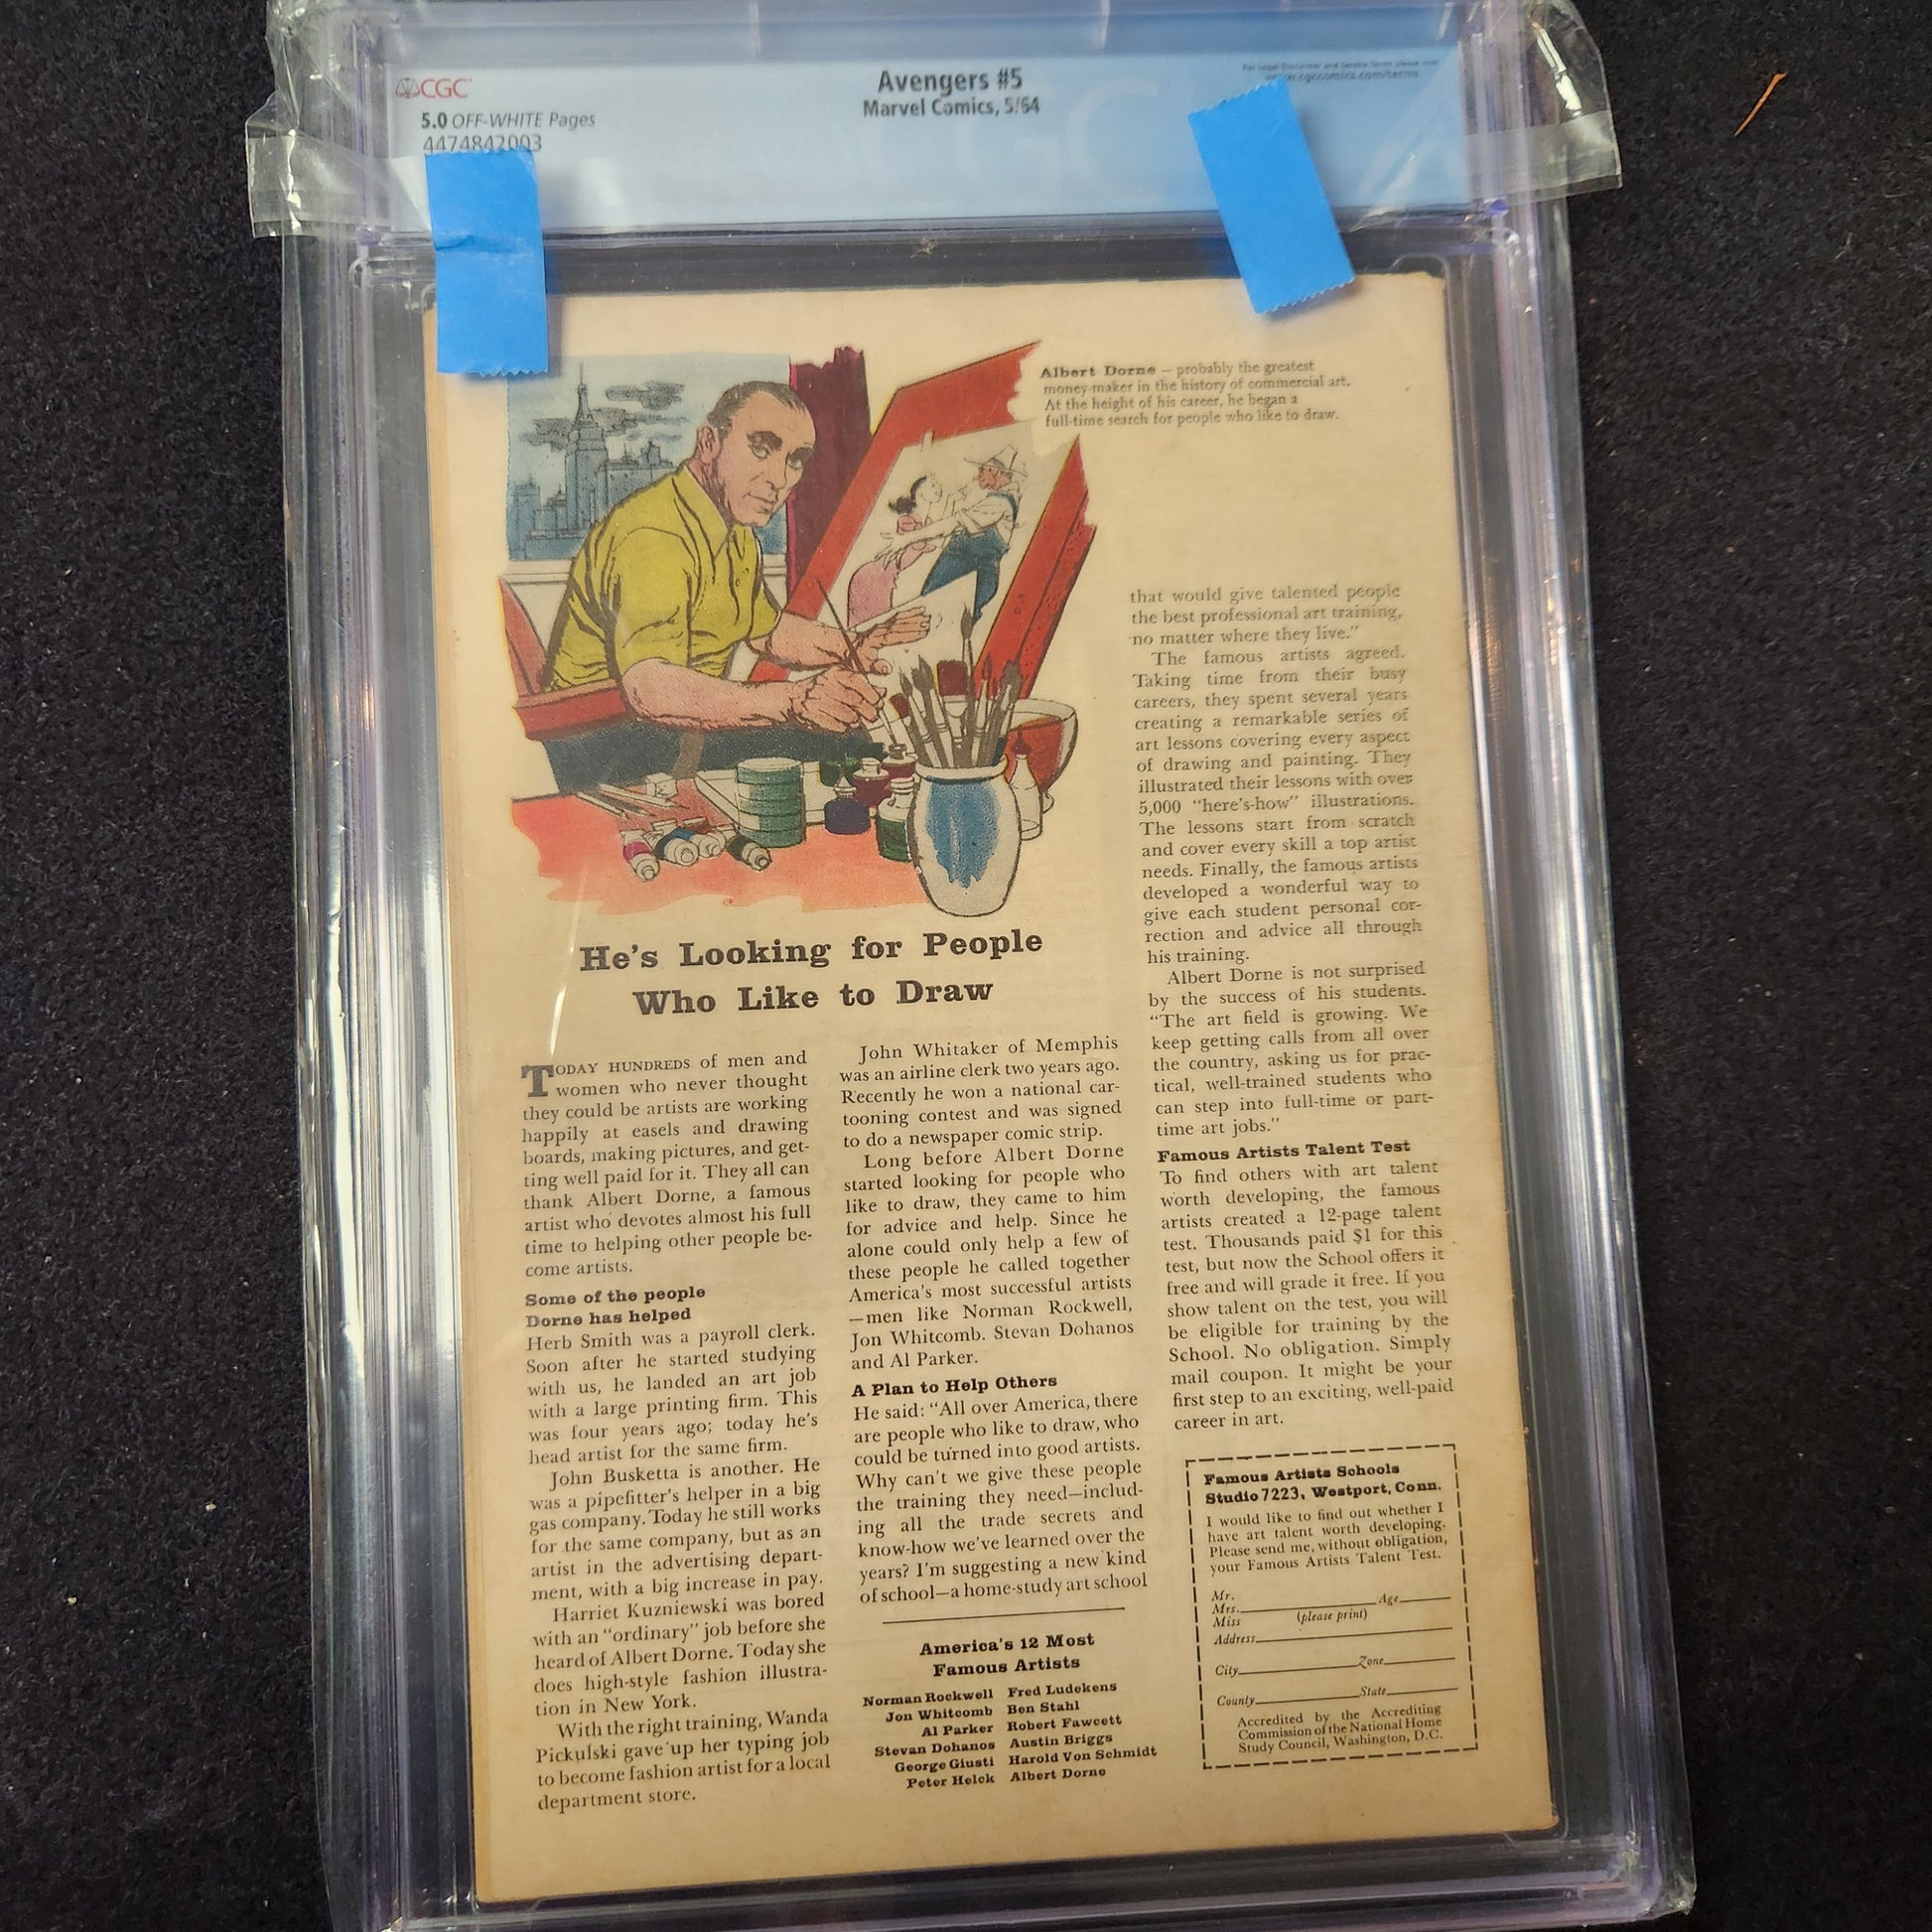 CGC
5.0 OFF-WHITE Pages
4474842003
Avengers #5
Marvel Comics, 5/64
For Legal Disclaimer and Service Terms please visit
www.cgccomics.com/terms
Albert Dorne — probably the greatest
money-maker in the history of commercial art.
At the height of his career, he began a
full-time search for people who like to draw.
He's Looking for People
Who Like to Draw
TODAY HUNDREDS of men and
women who never thought
they could be artists are working
happily at easels and drawing
boards, making pictures, and get-
ting well paid for it. They all can
thank Albert Dorne, a famous
artist who devotes almost his full
time to helping other people be-
come artists.
Some of the people
Dorne has helped
Herb Smith was a payroll clerk.
Soon after he started studying
with us, he landed an art job
with a large printing firm. This
was four years ago; today he's
head artist for the same firm.
John Busketta is another. He
was a pipefitter's helper in a big
gas company. Today he still works
for the same company, but as an
artist in the advertising depart-
ment, with a big increase in pay.
Harriet Kuzniewski was bored
with an "ordinary" job before she
heard of Albert Dorne. Today she
does high-style fashion illustra-
tion in New York.
With the right training, Wanda
Pickulski gave up her typing job
to become fashion artist for a local
department store.
John Whitaker of Memphis
was an airline clerk two years ago.
Recently he won a national car-
tooning contest and was signed
to do a newspaper comic strip.
Long before Albert Dorne
started looking for people who
like to draw, they came to him
for advice and help. Since he
alone could only help a few of
these people he called together
America's most successful artists
—men like Norman Rockwell,
Jon Whitcomb. Stevan Dohanos
and Al Parker.
A Plan to Help Others
He said: "All over America, there
are people who like to draw, who
could be turned into good artists.
Why can't we give these people
the training they need—includ-
ing all the trade secrets and
know-how we've learned over the
years? I'm suggesting a new kind
of school—a home-study art school
America's 12 Most
Famous Artists
Norman Rockwell Fred Ludekens
Jon Whitcomb Ben Stahl
Al Parker Robert Fawcett
Stevan Dohanos Austin Briggs
George Giusti Harold Von Schmidt
Peter Helck Albert Dorne
that would give talented people
the best professional art training,
no matter where they live."
The famous artists agreed.
Taking time from their busy
careers, they spent several years
creating a remarkable series of
art lessons covering every aspect
of drawing and painting. They
illustrated their lessons with over
5,000 "here's-how" illustrations.
The lessons start from scratch
and cover every skill a top artist
needs. Finally, the famous artists
developed a wonderful way to
give each student personal cor-
rection and advice all through
his training.
Albert Dorne is not surprised
by the success of his students.
"The art field is growing. We
keep getting calls from all over
the country, asking us for prac-
tical, well-trained students who
can step into full-time or part-
time art jobs."
Famous Artists Talent Test
To find others with art talent
worth developing, the famous
artists created a 12-page talent
test. Thousands paid $1 for this
test, but now the School offers it
free and will grade it free. If you
show talent on the test, you will
be eligible for training by the
School. No obligation. Simply
mail coupon. It might be your
first step to an exciting, well-paid
career in art.
Famous Artists Schools
Studio 7223, Westport, Conn.
I would like to find out whether I
have art talent worth developing.
Please send me, without obligation,
your Famous Artists Talent Test.
Mr.
Mrs. Age
Miss (please print)
Address
City Zone
County State
Accredited by the Accrediting
Commission of the National Home
Study Council, Washington, D.C.